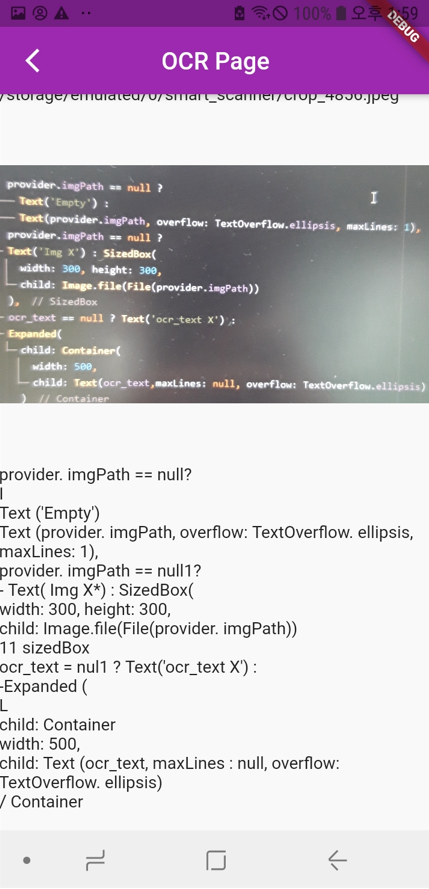 100% 오후 :59
DEBUG
OCR Page
/storage/emulated/0/smart_scanner/crop_4856.jpeg
provider.imgPath == null ?
Text('Empty') :
Text(provider.imgPath, overflow: TextOverflow.ellipsis, maxLines: 1),
provider.imgPath == null ?
Text('Img X') : SizedBox(
width: 300, height: 300,
child: Image.file(File(provider.imgPath))
), // SizedBox
ocr_text == null ? Text('ocr_text X') :
Expanded(
child: Container(
width: 500,
child: Text(ocr_text,maxLines: null, overflow: TextOverflow.ellipsis)
) // Container
provider. imgPath == null?
I
Text ('Empty')
Text (provider. imgPath, overflow: TextOverflow. ellipsis,
maxLines: 1),
provider. imgPath == null1?
- Text( Img X*) : SizedBox(
width: 300, height: 300,
child: Image.file(File(provider. imgPath))
11 sizedBox
ocr_text = nul1 ? Text('ocr_text X') :
-Expanded (
L
child: Container
width: 500,
child: Text (ocr_text, maxLines : null, overflow:
TextOverflow. ellipsis)
/ Container